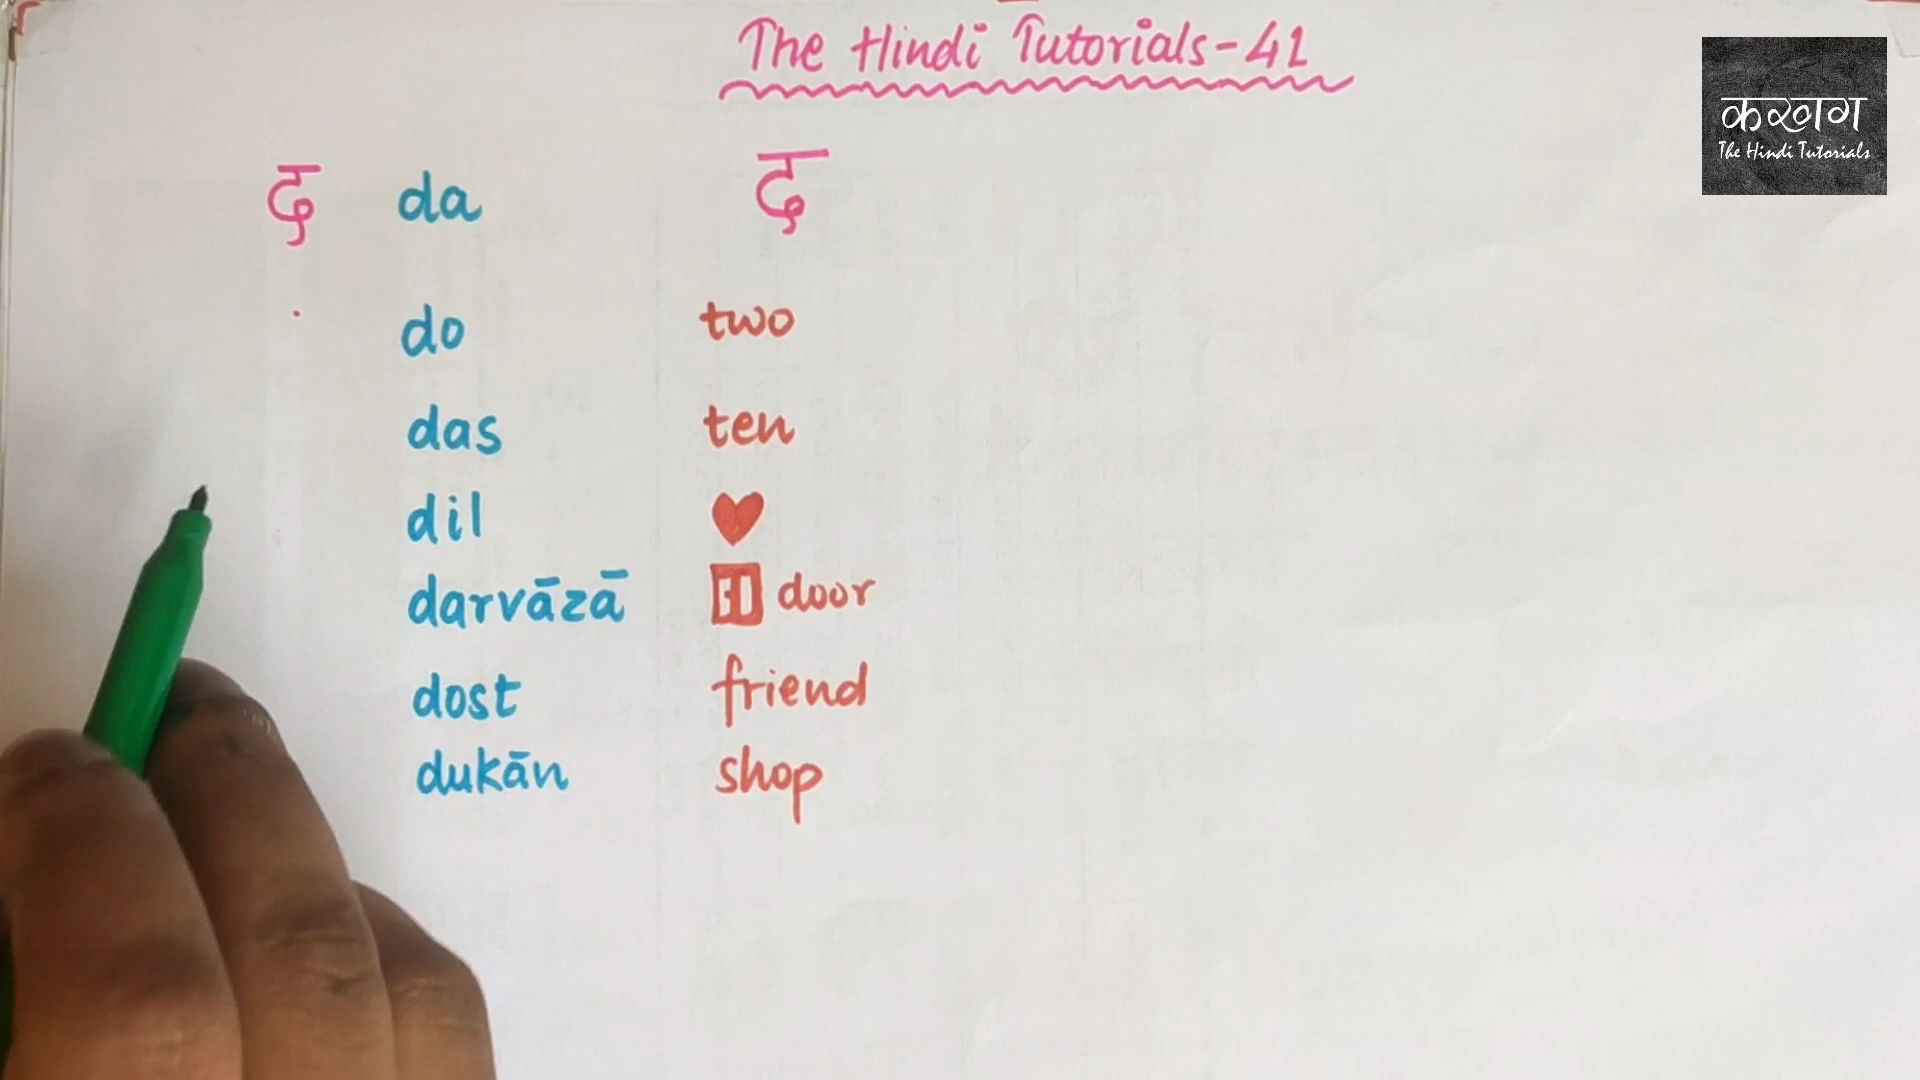 The Hindi Tutorials-41
कखग
The Hindi Tutorials
द da द
do two
das ten
dil
darvāzā door
dost friend
dukān shop